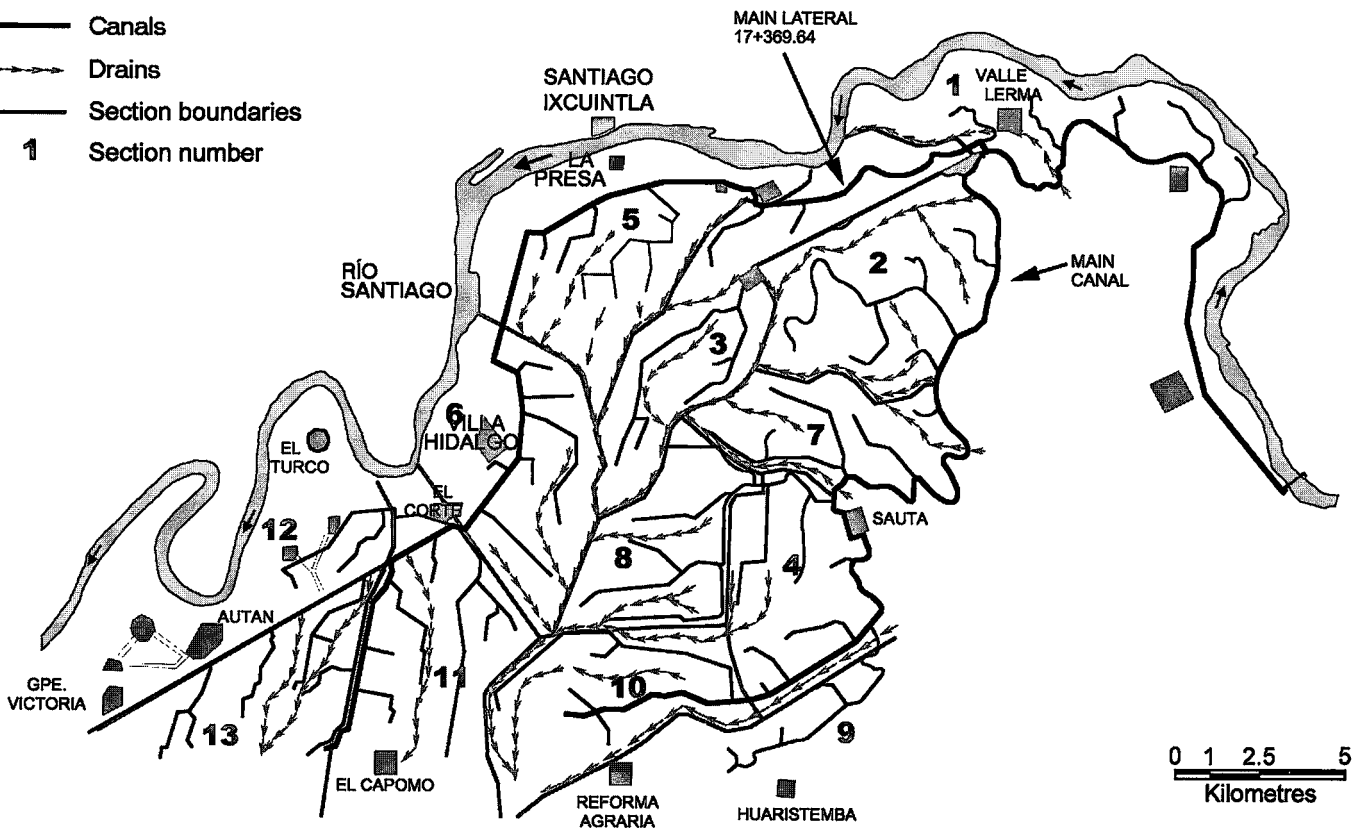 Canals
Drains
Section boundaries
1 Section number
MAIN LATERAL
17+369.64
SANTIAGO
IXCUINTLA
1
VALLE
LERMA
LA
PRESA
5
2
RÍO
SANTIAGO
MAIN
CANAL
3
6
VILLA
HIDALGO
7
EL
TURCO
EL
CORTE
12
SAUTA
8
4
AUTAN
GPE.
VICTORIA
11
10
13
9
EL CAPOMO
REFORMA
AGRARIA
HUARISTEMBA
0 1 2.5 5
Kilometres